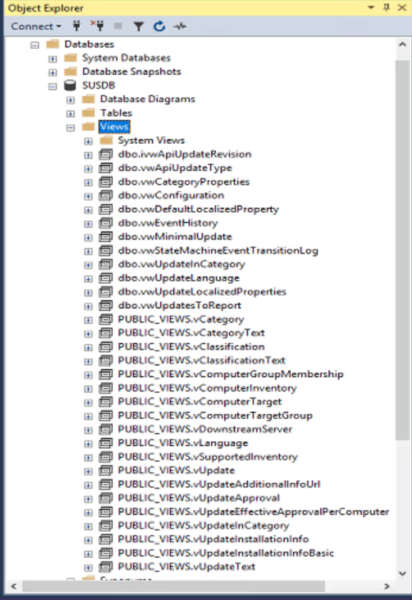 Object Explorer
Connect
Databases
System Databases
Database Snapshots
SUSDB
Database Diagrams
Tables
Views
System Views
dbo.ivwApiUpdateRevision
dbo.vwApiUpdateType
dbo.vwCategoryProperties
dbo.vwConfiguration
dbo.vwDefaultLocalizedProperty
dbo.vwEventHistory
dbo.vwMinimalUpdate
dbo.vwStateMachineEventTransitionLog
dbo.vwUpdateInCategory
dbo.vwUpdateLanguage
dbo.vwUpdateLocalizedProperties
dbo.vwUpdatesToReport
PUBLIC_VIEWS.vCategory
PUBLIC_VIEWS.vCategoryText
PUBLIC_VIEWS.vClassification
PUBLIC_VIEWS.vClassificationText
PUBLIC_VIEWS.vComputerGroupMembership
PUBLIC_VIEWS.vComputerInventory
PUBLIC_VIEWS.vComputerTarget
PUBLIC_VIEWS.vComputerTargetGroup
PUBLIC_VIEWS.vDownstreamServer
PUBLIC_VIEWS.vLanguage
PUBLIC_VIEWS.vSupportedInventory
PUBLIC_VIEWS.vUpdate
PUBLIC_VIEWS.vUpdateAdditionalInfoUrl
PUBLIC_VIEWS.vUpdateApproval
PUBLIC_VIEWS.vUpdateEffectiveApprovalPerComputer
PUBLIC_VIEWS.vUpdateInCategory
PUBLIC_VIEWS.vUpdateInstallationInfo
PUBLIC_VIEWS.vUpdateInstallationInfoBasic
PUBLIC_VIEWS.vUpdateText